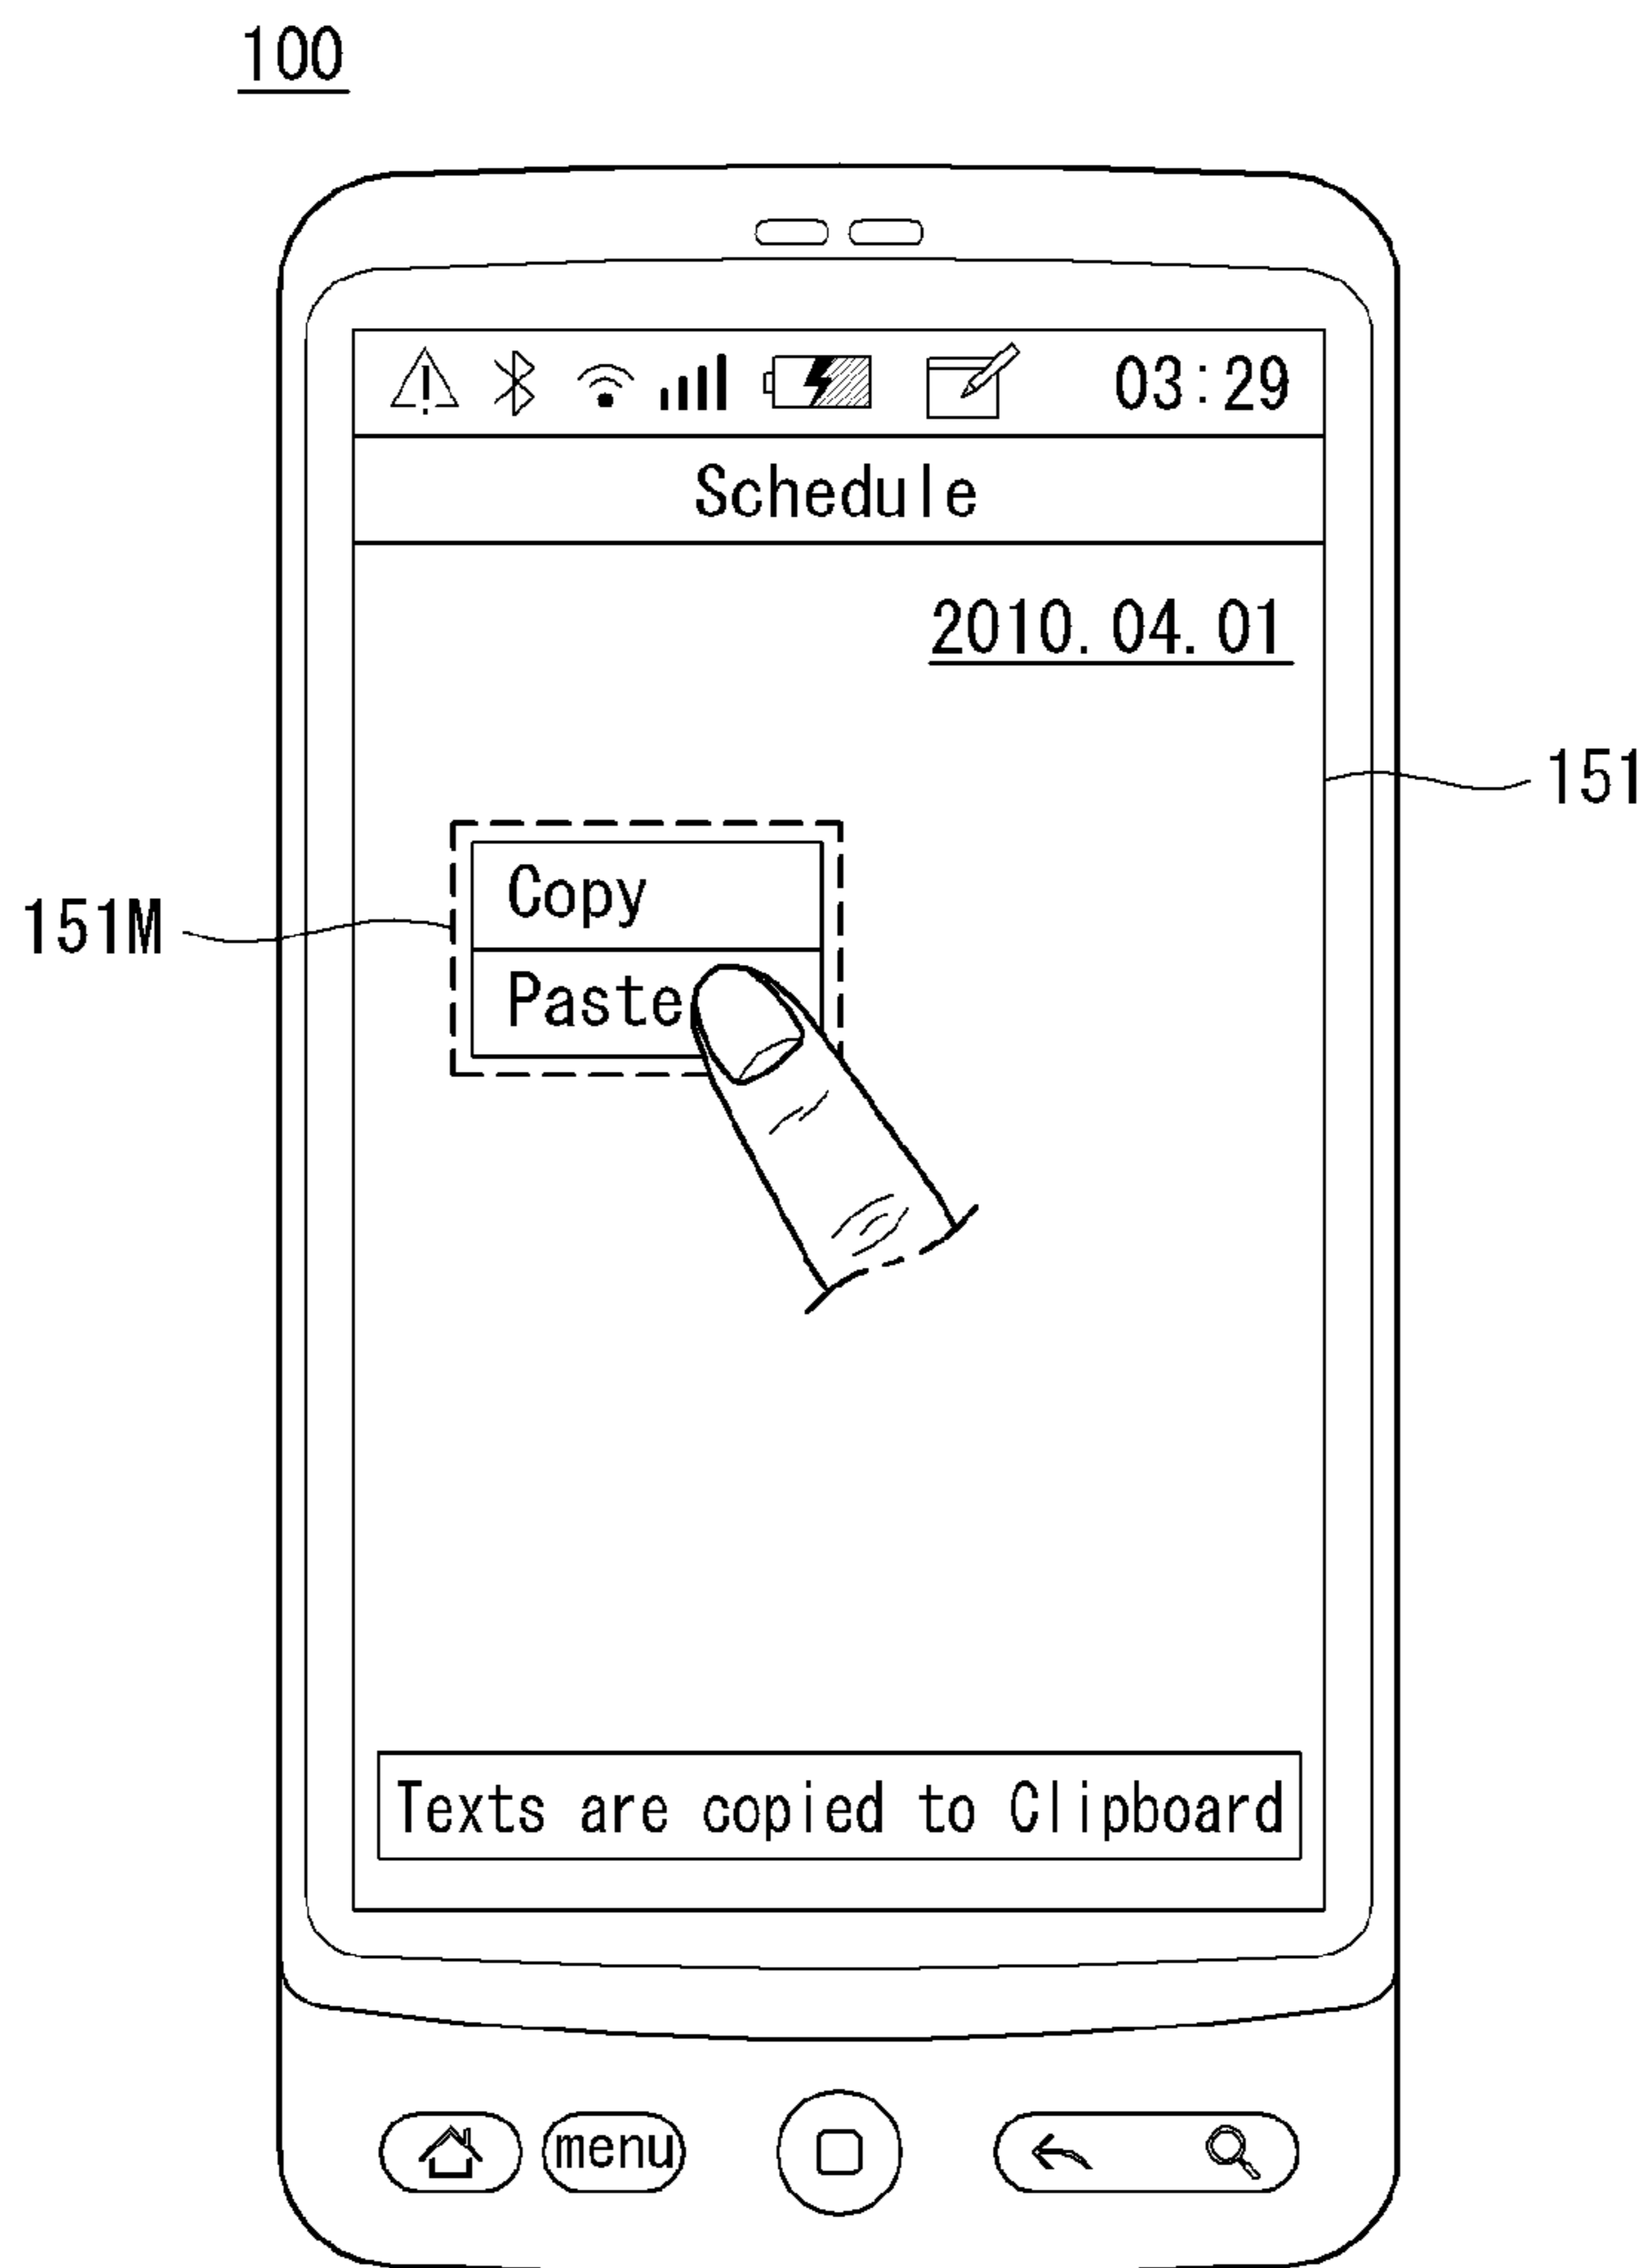 100
03:29
Schedule
2010.04.01
151
Copy
151M
Paste
Texts are copied to Clipboard
menu